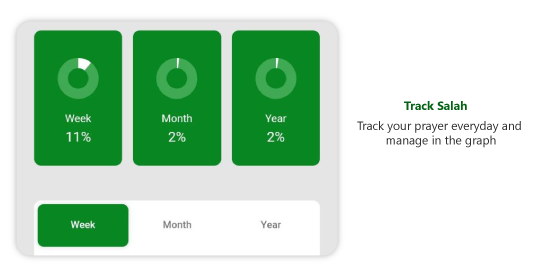 Week
11%
Month
2%
Year
2%
Week
Month
Year
Track Salah
Track your prayer everyday and
manage in the graph